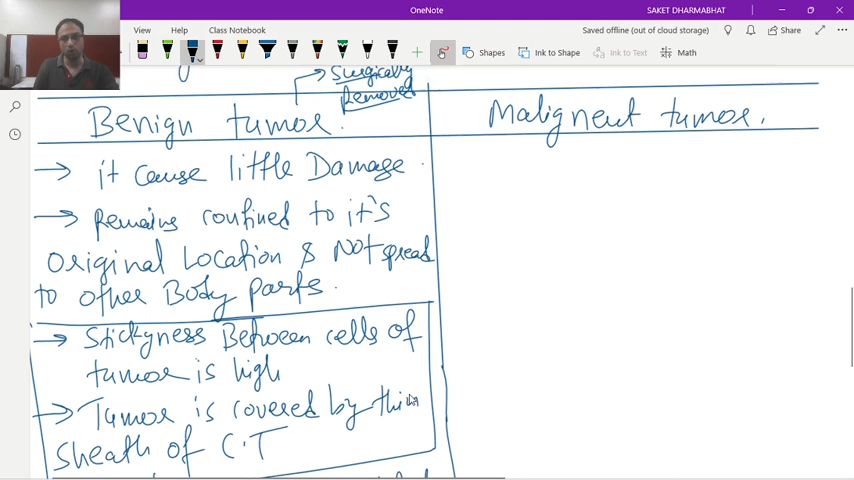 OneNote
SAKET DHARMABHAT
View Help Class Notebook
Saved offline (out of cloud storage)
Share
Shapes
Ink to Shape
Ink to Text
Math
Surgically
Removed
Benign tumor.
Malignent tumor.
→ it cause little Damage.
→ Remains confined to it's
Original Location & Not spread
to other Body parts.
→ Stickyness Between cells of
tumor is high
→ Tumor is covered by thin
Sheath of C.T